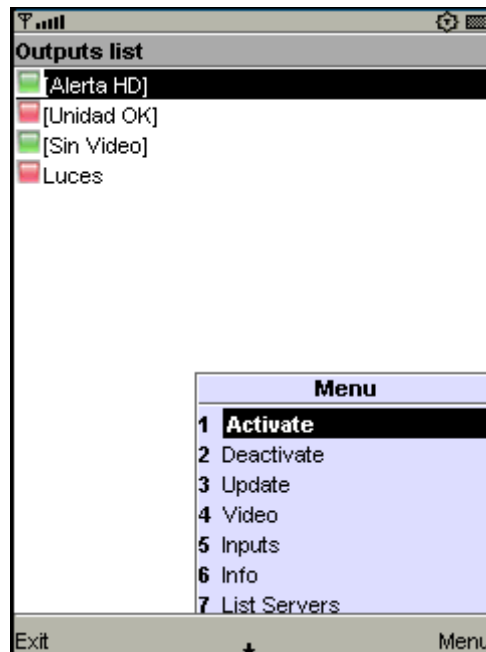 Outputs list
[Alerta HD]
[Unidad OK]
[Sin Video]
Luces
Menu
1 Activate
2 Deactivate
3 Update
4 Video
5 Inputs
6 Info
7 List Servers
Exit Menu